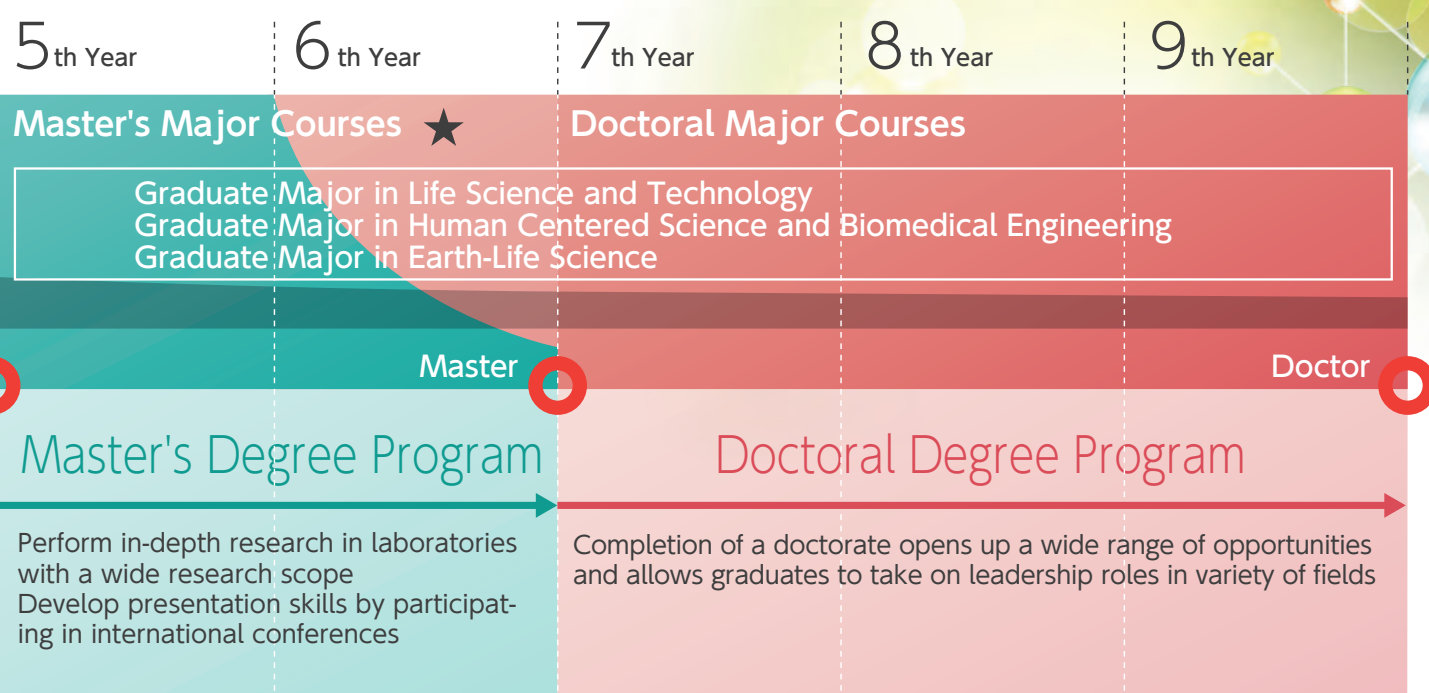 5th Year 6th Year 7th Year 8th Year 9th Year
Master's Major Courses ★ Doctoral Major Courses
Graduate Major in Life Science and Technology
Graduate Major in Human Centered Science and Biomedical Engineering
Graduate Major in Earth-Life Science
Master Doctor
Master's Degree Program
Perform in-depth research in laboratories
with a wide research scope
Develop presentation skills by participat-
ing in international conferences
Doctoral Degree Program
Completion of a doctorate opens up a wide range of opportunities
and allows graduates to take on leadership roles in variety of fields